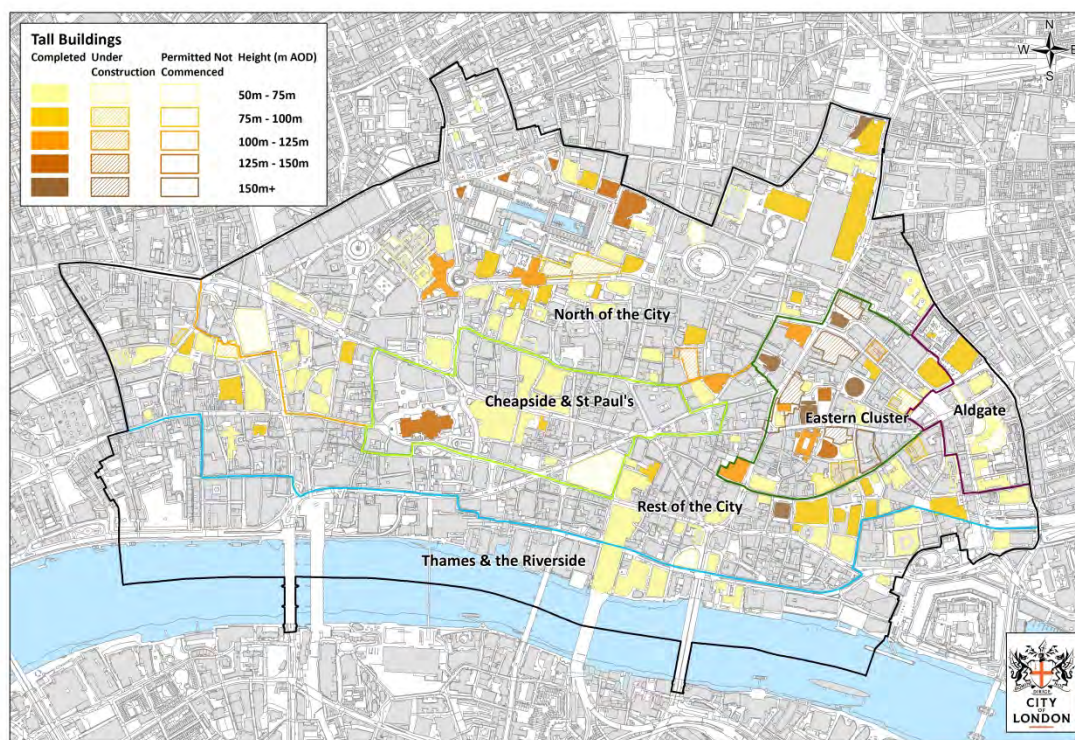 Tall Buildings
Completed Under Construction Permitted Not Commenced Height (m AOD)
50m - 75m
75m - 100m
100m - 125m
125m - 150m
150m+
N
W E
S
North of the City
Cheapside & St Paul's
Eastern Cluster
Aldgate
Rest of the City
Thames & the Riverside
DIRIGE
CITY
OF
LONDON